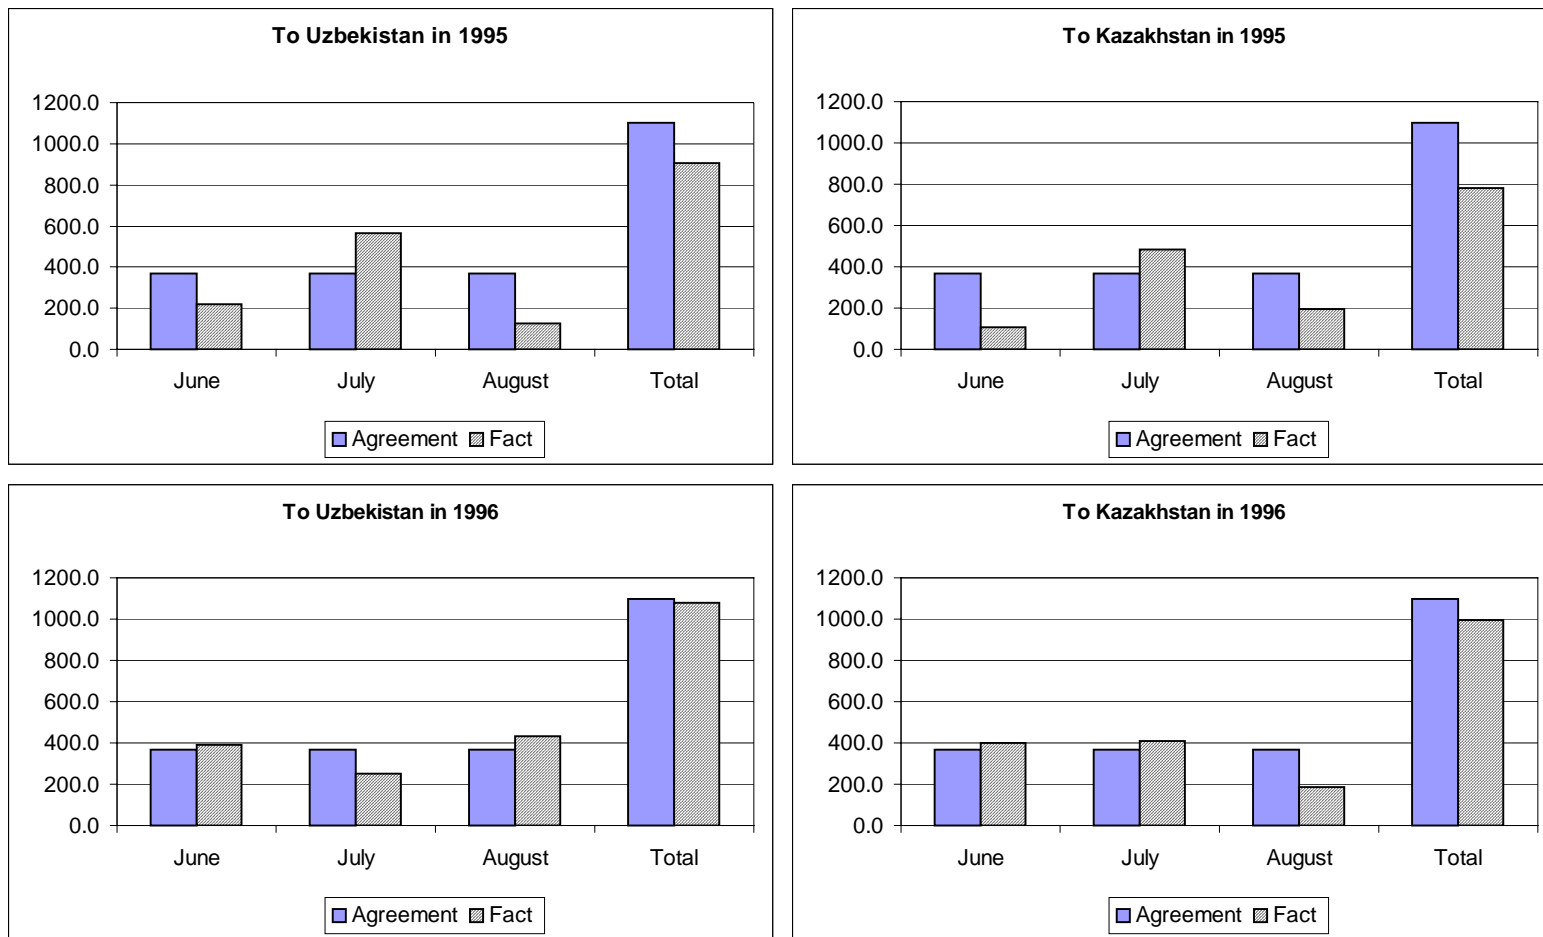 To Uzbekistan in 1995
1200.0
1000.0
800.0
600.0
400.0
200.0
0.0
June July August Total
Agreement Fact
To Kazakhstan in 1995
1200.0
1000.0
800.0
600.0
400.0
200.0
0.0
June July August Total
Agreement Fact
To Uzbekistan in 1996
1200.0
1000.0
800.0
600.0
400.0
200.0
0.0
June July August Total
Agreement Fact
To Kazakhstan in 1996
1200.0
1000.0
800.0
600.0
400.0
200.0
0.0
June July August Total
Agreement Fact